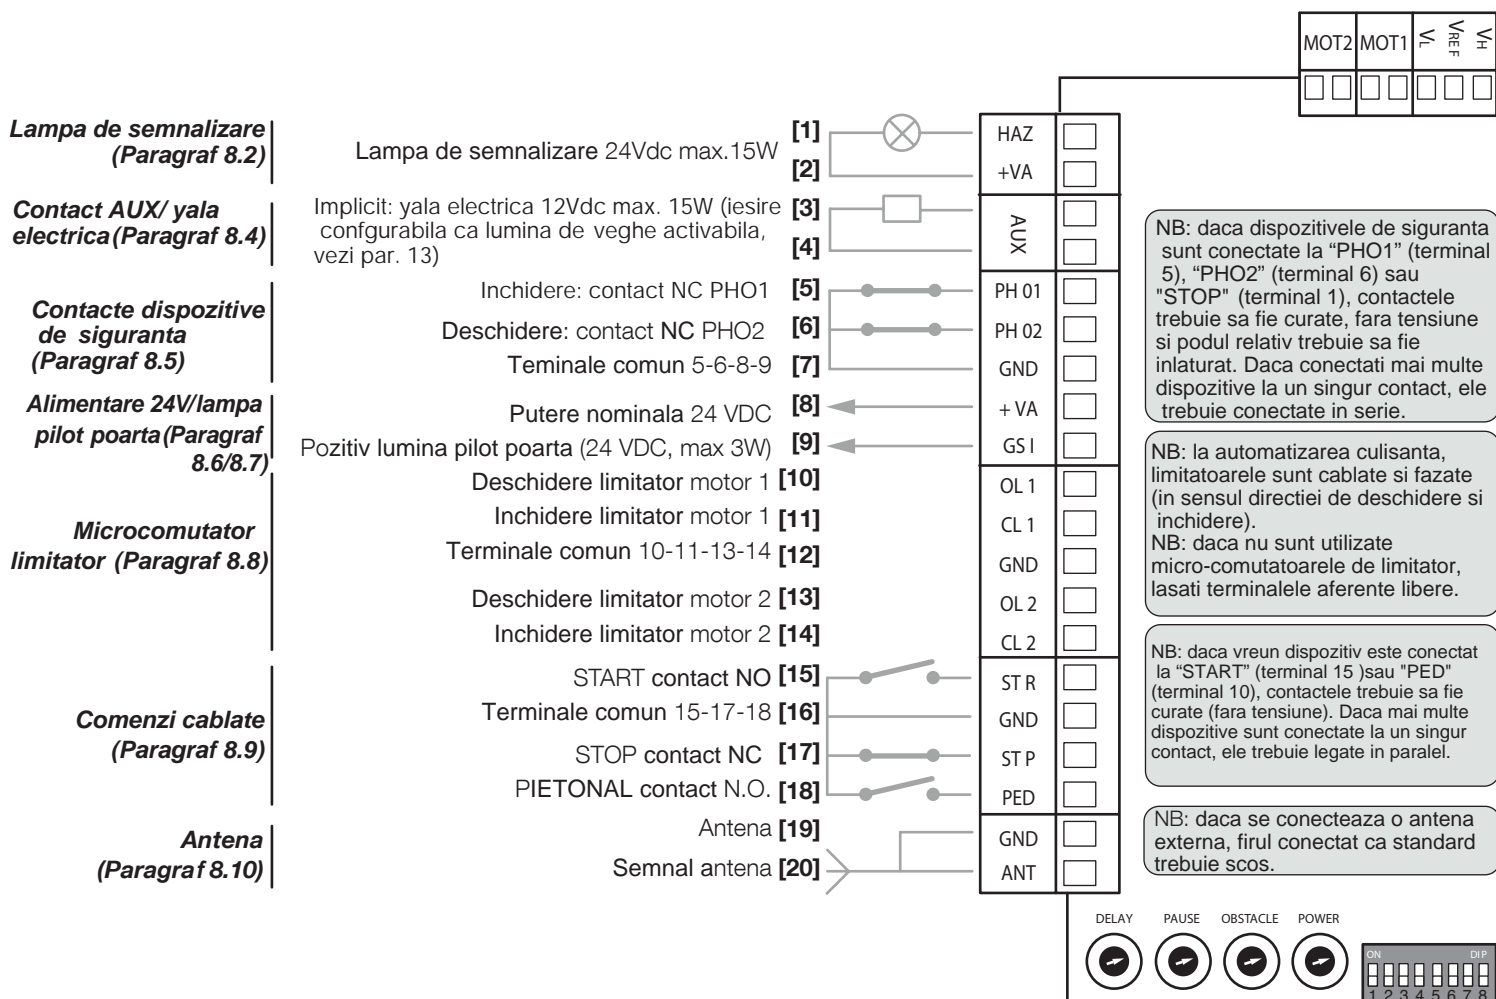 MOT2 MOT1 VL VREF VH
Lampa de semnalizare
(Paragraf 8.2)
Lampa de semnalizare 24Vdc max.15W
[1]
[2]
HAZ
+VA
Contact AUX/ yala
electrica(Paragraf 8.4)
Implicit: yala electrica 12Vdc max. 15W (iesire
confgurabila ca lumina de veghe activabila,
vezi par. 13)
[3]
[4]
AUX
Contacte dispozitive
de siguranta
(Paragraf 8.5)
Inchidere: contact NC PHO1 [5] PH 01
Deschidere: contact NC PHO2 [6] PH 02
Teminale comun 5-6-8-9 [7] GND
Alimentare 24V/lampa
pilot poarta(Paragraf
8.6/8.7)
Putere nominala 24 VDC [8] + VA
Pozitiv lumina pilot poarta (24 VDC, max 3W) [9] GS I
Microcomutator
limitator (Paragraf 8.8)
Deschidere limitator motor 1 [10] OL 1
Inchidere limitator motor 1 [11] CL 1
Terminale comun 10-11-13-14 [12] GND
Deschidere limitator motor 2 [13] OL 2
Inchidere limitator motor 2 [14] CL 2
Comenzi cablate
(Paragraf 8.9)
START contact NO [15] ST R
Terminale comun 15-17-18 [16] GND
STOP contact NC [17] ST P
PIETONAL contact N.O. [18] PED
Antena
(Paragraf 8.10)
Antena [19] GND
Semnal antena [20] ANT
NB: daca dispozitivele de siguranta
sunt conectate la “PHO1” (terminal
5), “PHO2” (terminal 6) sau
"STOP" (terminal 1), contactele
trebuie sa fie curate, fara tensiune
si podul relativ trebuie sa fie
inlaturat. Daca conectati mai multe
dispozitive la un singur contact, ele
trebuie conectate in serie.
NB: la automatizarea culisanta,
limitatoarele sunt cablate si fazate
(in sensul directiei de deschidere si
inchidere).
NB: daca nu sunt utilizate
micro-comutatoarele de limitator,
lasati terminalele aferente libere.
NB: daca vreun dispozitiv este conectat
la “START” (terminal 15 )sau "PED"
(terminal 10), contactele trebuie sa fie
curate (fara tensiune). Daca mai multe
dispozitive sunt conectate la un singur
contact, ele trebuie legate in paralel.
NB: daca se conecteaza o antena
externa, firul conectat ca standard
trebuie scos.
DELAY PAUSE OBSTACLE POWER
ON DIP
1 2 3 4 5 6 7 8